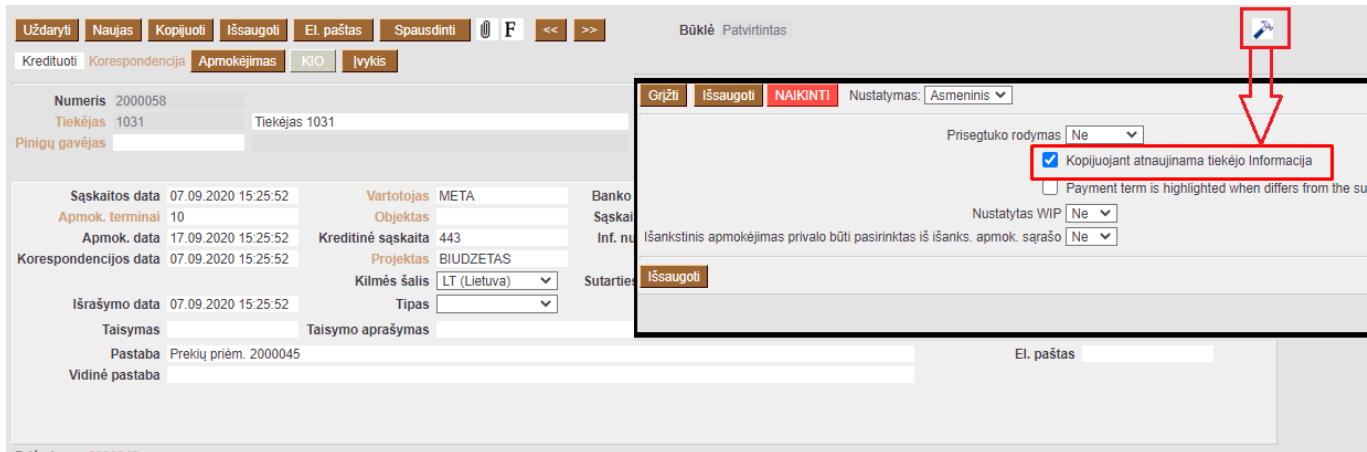 Uždaryti Naujas Kopijuoti Išsaugoti El. paštas Spausdinti F << >> Būklė Patvirtintas
Kredituoti Korespondencija Apmokėjimas KIO Įvykis
Numeris 2000058
Tiekėjas 1031 Tiekėjas 1031
Pinigų gavėjas
Grįžti Išsaugoti NAIKINTI Nustatymas: Asmeninis
Prisegtuko rodymas Ne
Kopijuojant atnaujinama tiekėjo Informacija
Payment term is highlighted when differs from the su
Nustatytas WIP Ne
Išankstinis apmokėjimas privalo būti pasirinktas iš išanks. apmok. sąrašo Ne
Išsaugoti
Sąskaitos data 07.09.2020 15:25:52 Vartotojas META Banko
Apmok. terminai 10 Objektas Sąskai
Apmok. data 17.09.2020 15:25:52 Kreditinė sąskaita 443 Inf. nu
Korespondencijos data 07.09.2020 15:25:52 Projektas BIUDZETAS
Kilmės šalis LT (Lietuva) Sutarties
Išrašymo data 07.09.2020 15:25:52 Tipas
Taisymas Taisymo aprašymas
Pastaba Prekių priėm. 2000045 El. paštas
Vidinė pastaba